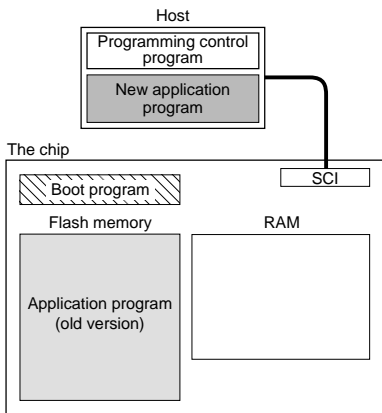 Host
Programming control
program
New application
program
The chip
SCI
Boot program
Flash memory
RAM
Application program
(old version)